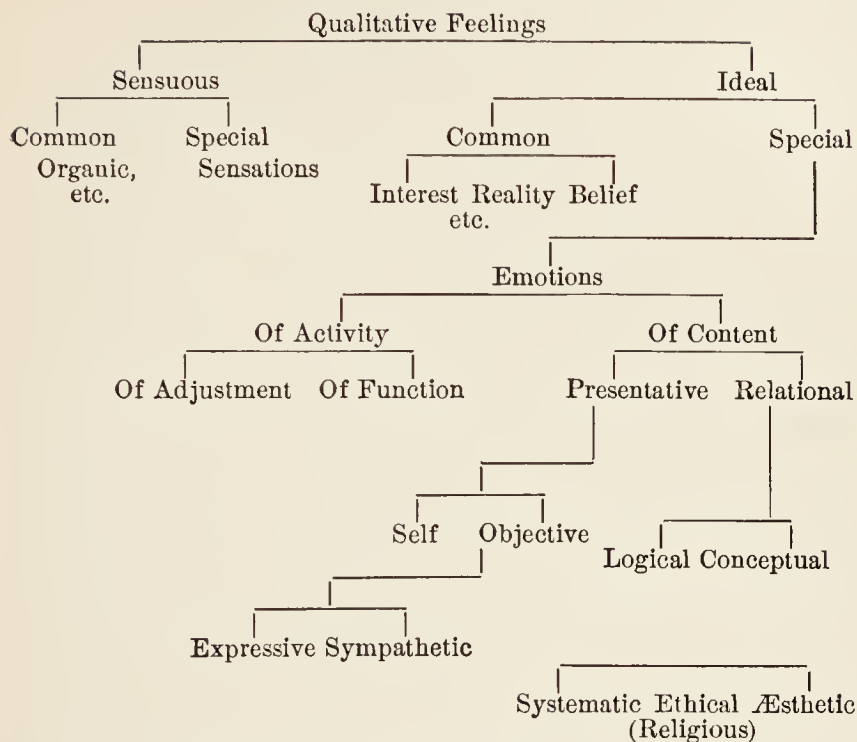 Qualitative Feelings
Sensuous Ideal
Common Special Common Special
Organic, Sensations
etc.
Interest Reality Belief
etc.
Emotions
Of Activity Of Content
Of Adjustment Of Function Presentative Relational
Self Objective
Logical Conceptual
Expressive Sympathetic
Systematic Ethical Æsthetic
(Religious)